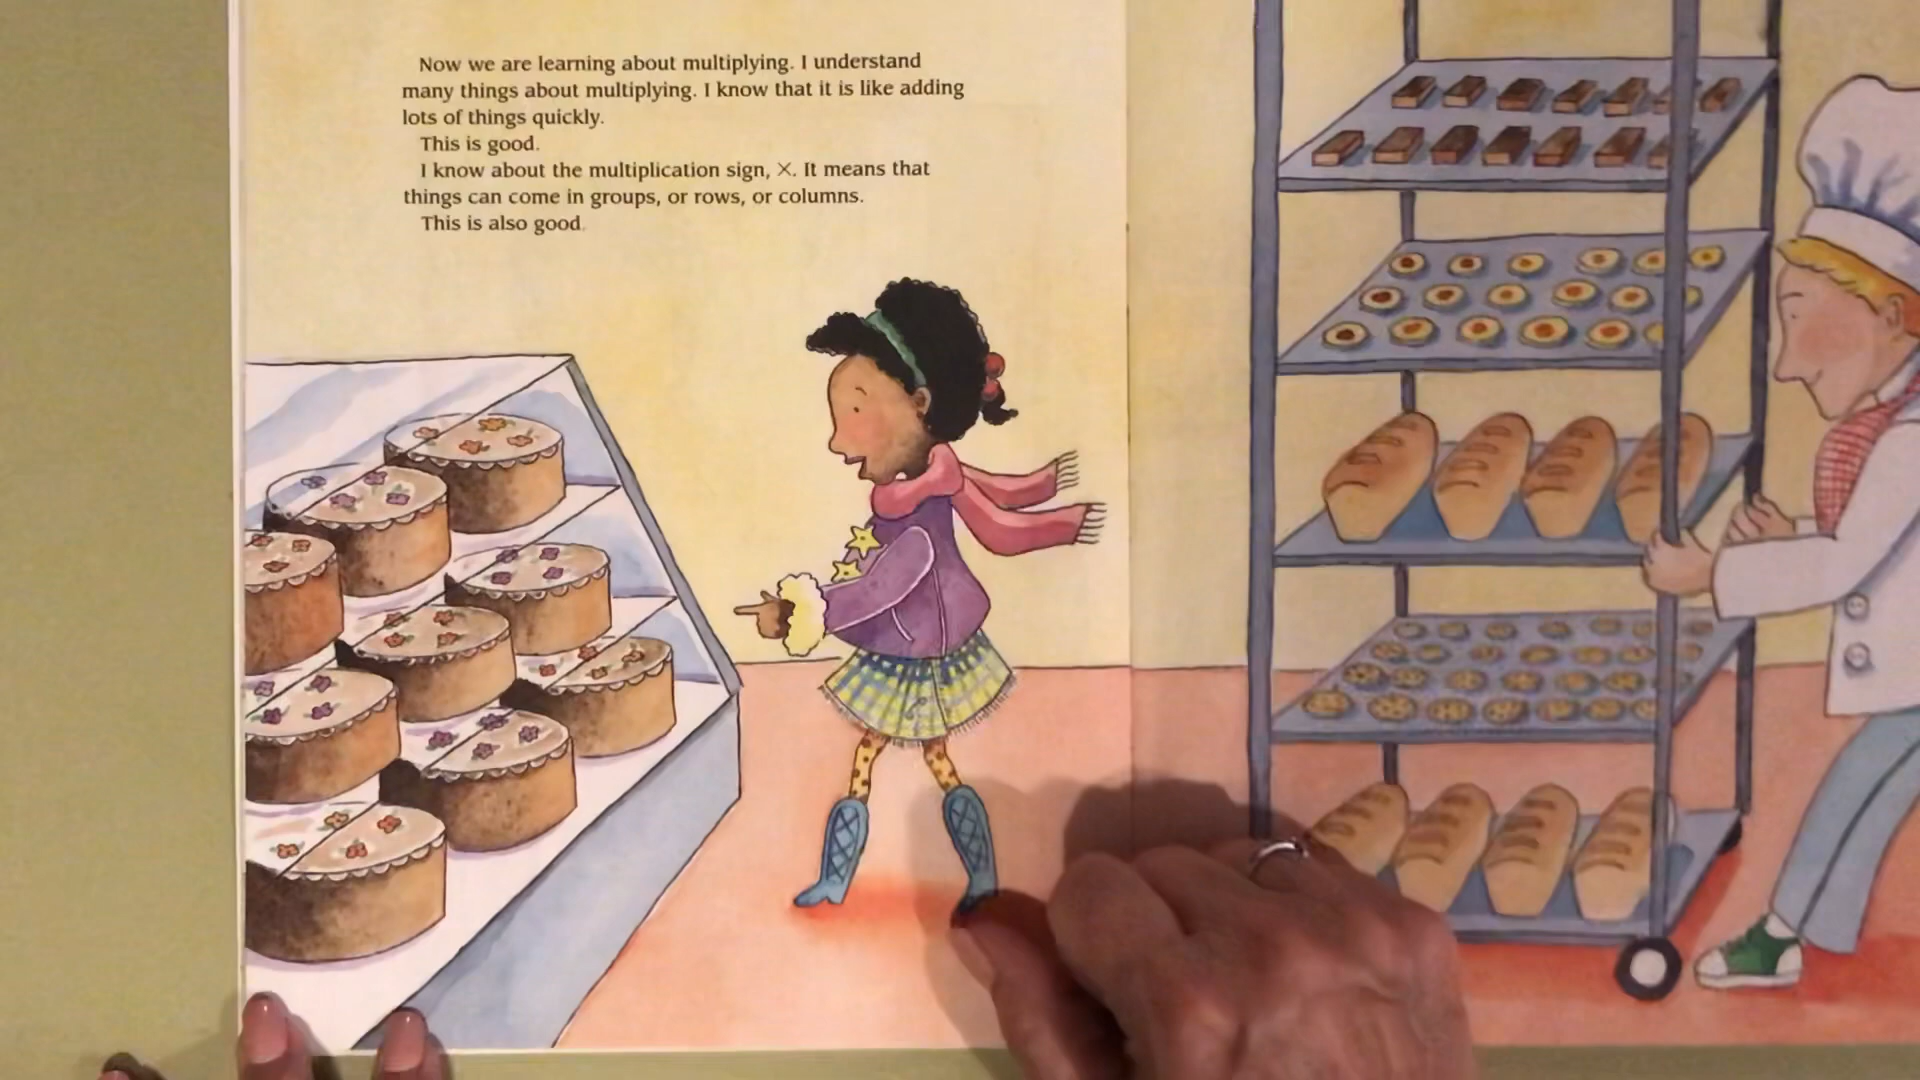 Now we are learning about multiplying. I understand
many things about multiplying. I know that it is like adding
lots of things quickly.
This is good.
I know about the multiplication sign, ×. It means that
things can come in groups, or rows, or columns.
This is also good.